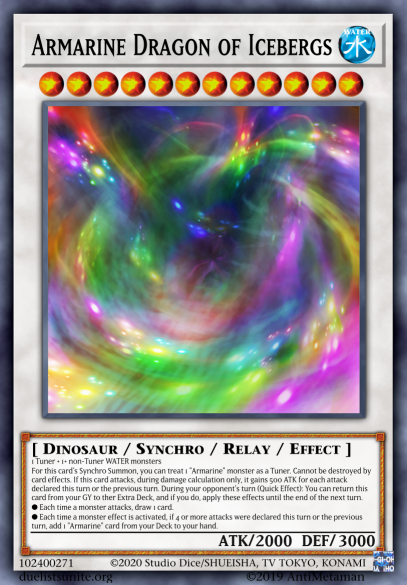 ARMARINE DRAGON OF ICEBERGS
WATER
水
[ DINOSAUR / SYNCHRO / RELAY / EFFECT ]
1 Tuner + 1+ non-Tuner WATER monsters
For this card's Synchro Summon, you can treat 1 "Armarine" monster as a Tuner. Cannot be destroyed by
card effects. If this card attacks, during damage calculation only, it gains 500 ATK for each attack
declared this turn or the previous turn. During your opponent's turn (Quick Effect): You can return this
card from your GY to the Extra Deck, and if you do, apply these effects until the end of the next turn.
● Each time a monster attacks, draw 1 card.
● Each time a monster effect is activated, if 4 or more attacks were declared this turn or the previous
turn, add 1 "Armarine" card from your Deck to your hand.
ATK/2000 DEF/3000
102400271 ©2020 Studio Dice/SHUEISHA, TV TOKYO, KONAMI
duelistsunite.org ©2019 AntiMetaman